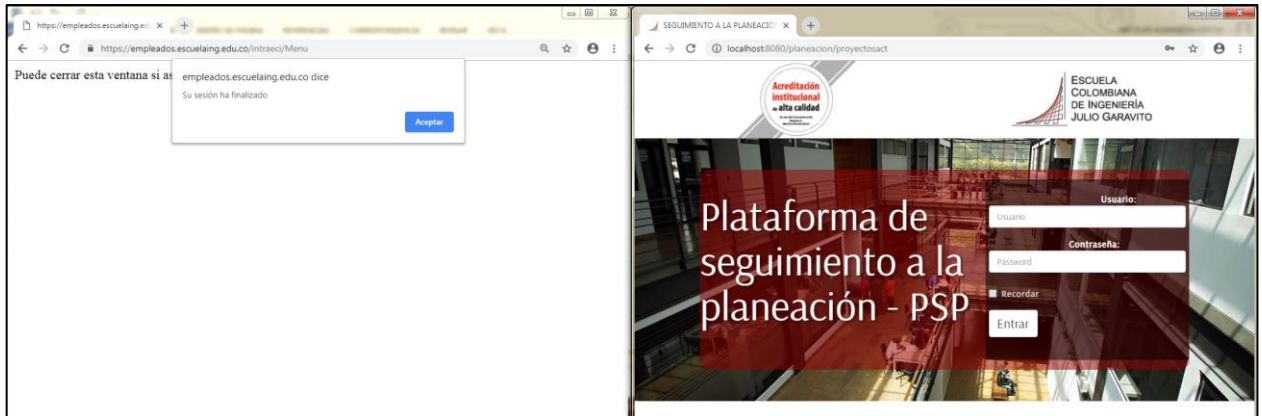 https://empleados.escuelaing.ed
https://empleados.escuelaing.edu.co/intraeci/Menu
Puede cerrar esta ventana si as
empleados.escuelaing.edu.co dice
Su sesión ha finalizado
Aceptar
SEGUIMIENTO A LA PLANEACIÓ
localhost:8080/planeacion/proyectosact
Acreditación
institucional
de alta calidad
ESCUELA
COLOMBIANA
DE INGENIERÍA
JULIO GARAVITO
Plataforma de
seguimiento a la
planeación - PSP
Usuario:
Usuario
Contraseña:
Password
Recordar
Entrar